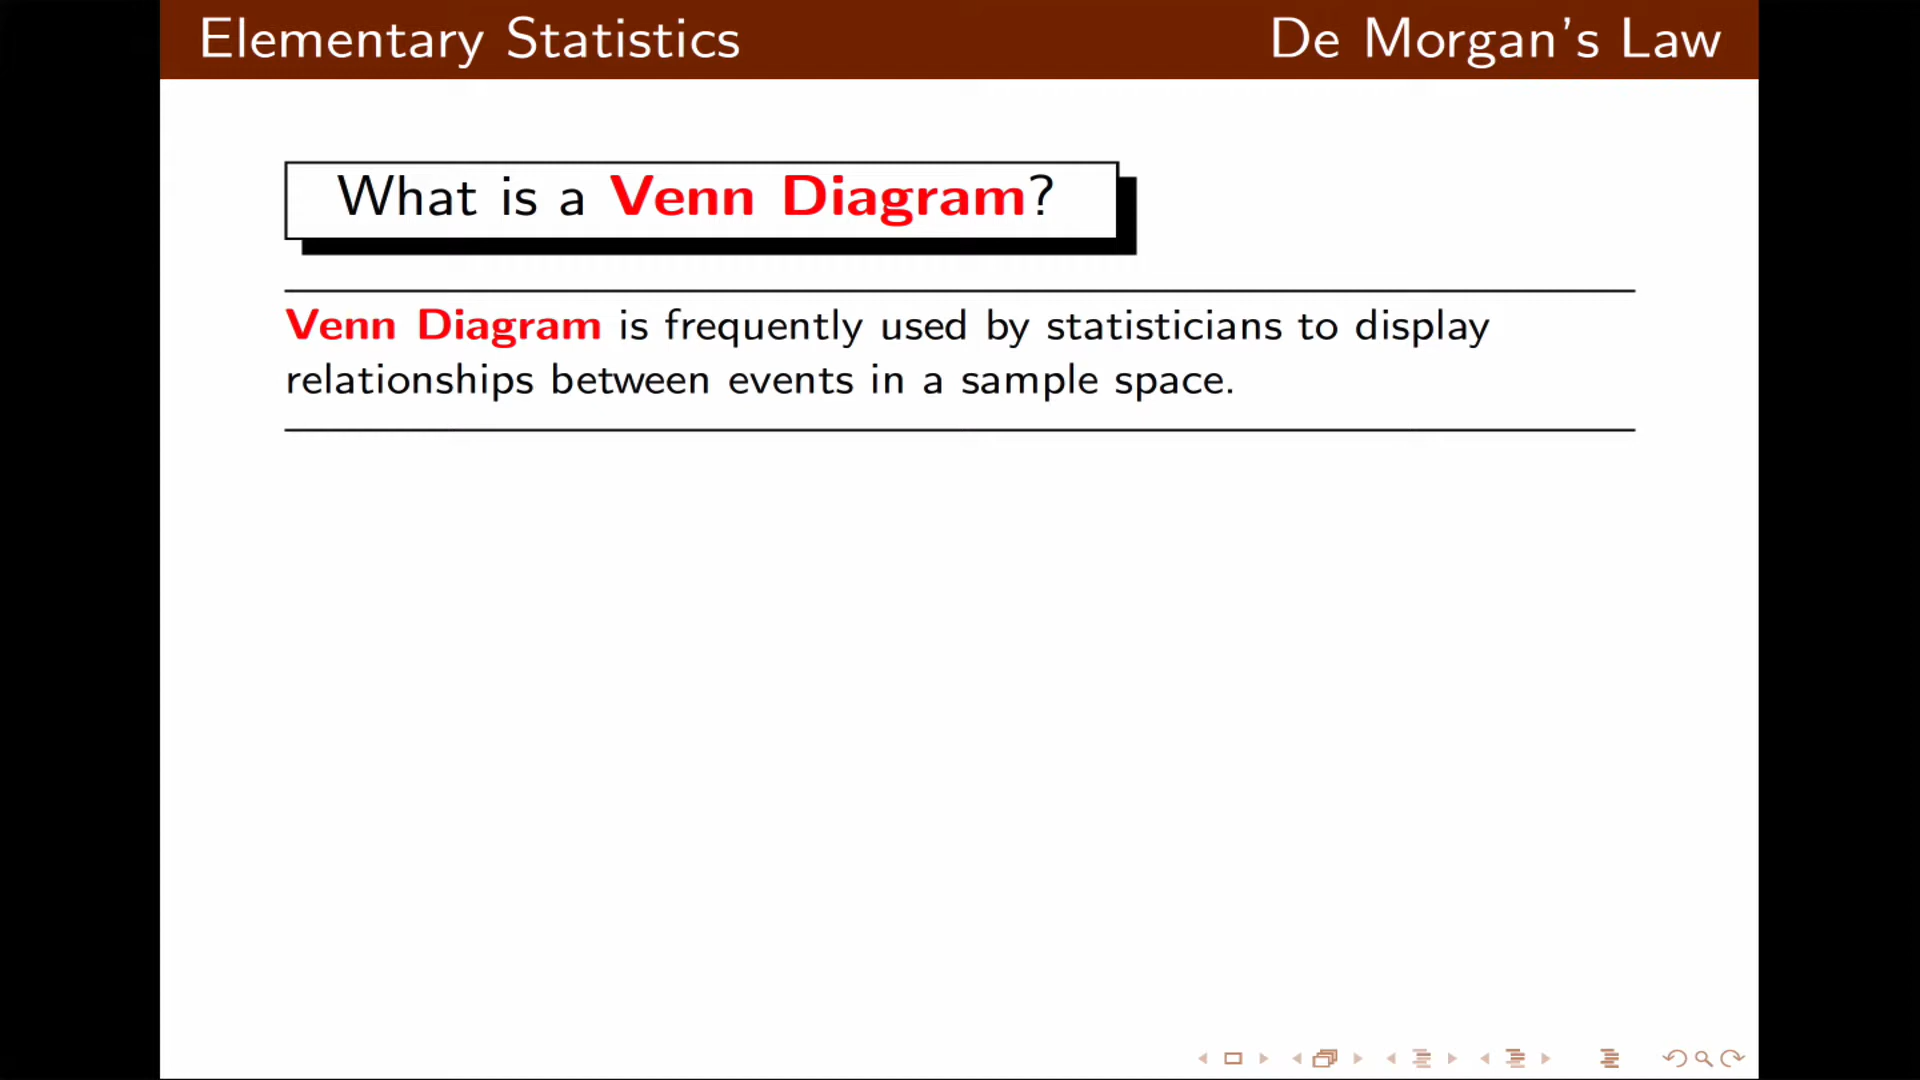 Elementary Statistics
De Morgan's Law
What is a Venn Diagram?
Venn Diagram is frequently used by statisticians to display
relationships between events in a sample space.